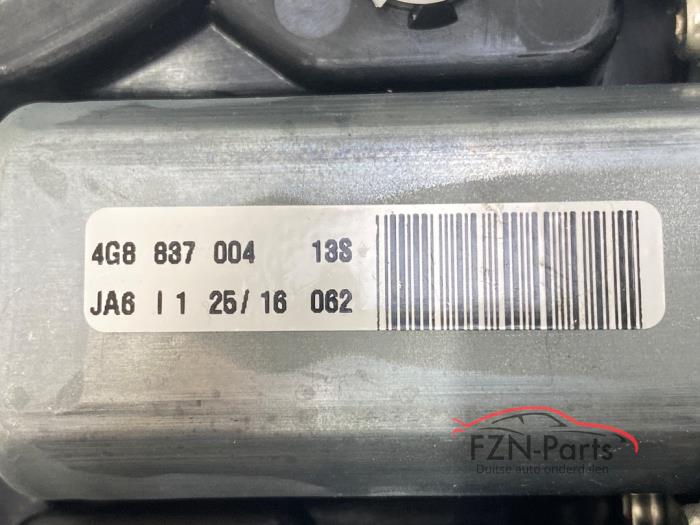 4G8 837 004 13S
JA6 I 1 25/16 062
FZN-Parts
Duitse auto onderdelen